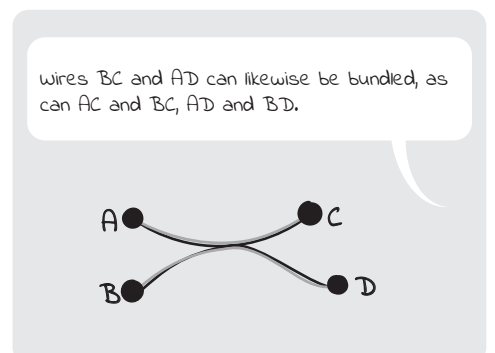 wires BC and AD can likewise be bundled, as
can AC and BC, AD and BD.
A
C
B
D